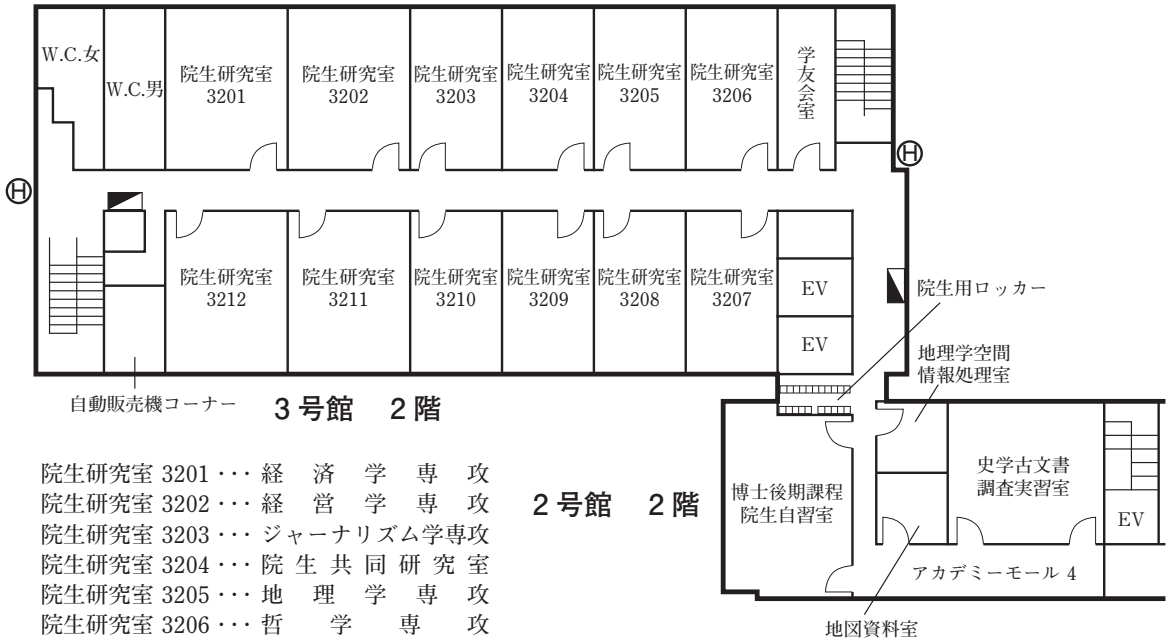 W.C.女
W.C.男
院生研究室
3201
院生研究室
3202
院生研究室
3203
院生研究室
3204
院生研究室
3205
院生研究室
3206
学友会室
H
H
院生研究室
3212
院生研究室
3211
院生研究室
3210
院生研究室
3209
院生研究室
3208
院生研究室
3207
EV
EV
院生用ロッカー
地理学空間
情報処理室
自動販売機コーナー
3号館 2階
院生研究室 3201 ··· 経済学専攻
院生研究室 3202 ··· 経営学専攻
院生研究室 3203 ··· ジャーナリズム学専攻
院生研究室 3204 ··· 院生共同研究室
院生研究室 3205 ··· 地理学専攻
院生研究室 3206 ··· 哲学専攻
2号館 2階
博士後期課程
院生自習室
史学古文書
調査実習室
EV
アカデミーモール 4
地図資料室